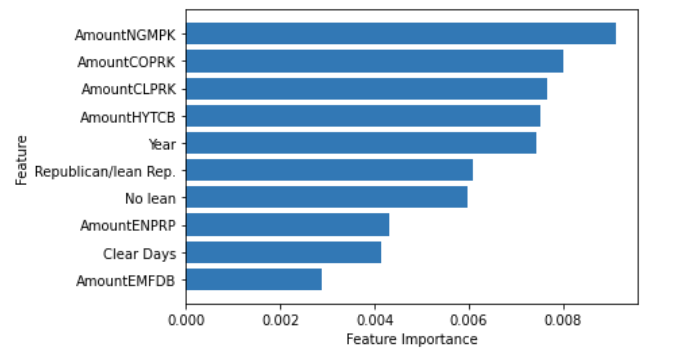 AmountNGMPK
AmountCOPRK
AmountCLPRK
AmountHYTCB
Year
Republican/lean Rep.
No lean
AmountENPRP
Clear Days
AmountEMFDB
Feature
0.000 0.002 0.004 0.006 0.008
Feature Importance